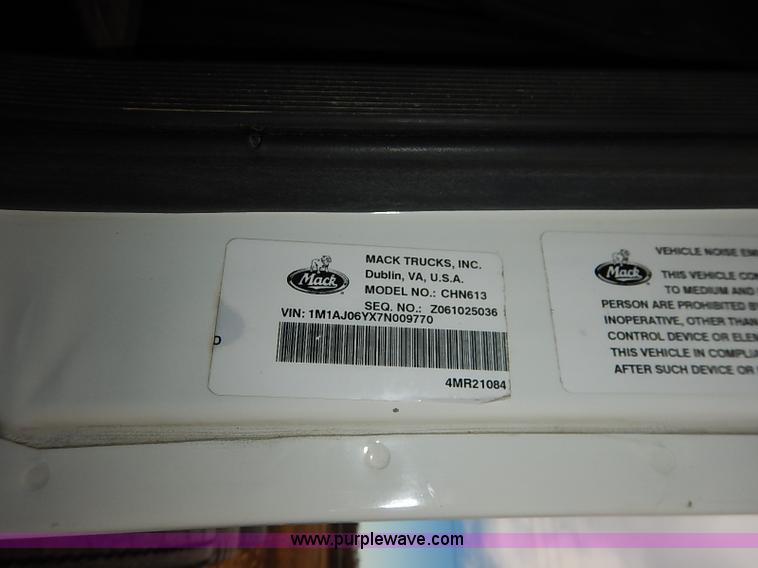 Mack
MACK TRUCKS, INC.
Dublin, VA, U.S.A.
MODEL NO.: CHN613
SEQ. NO.: Z061025036
VIN: 1M1AJ06YX7N009770
D
4MR21084
Mack
VEHICLE NOISE EM
THIS VEHICLE CON
TO MEDIUM AND
PERSON ARE PROHIBITED B
INOPERATIVE, OTHER THAN
CONTROL DEVICE OR ELEM
THIS VEHICLE IN COMPLIA
AFTER SUCH DEVICE OR
www.purplewave.com